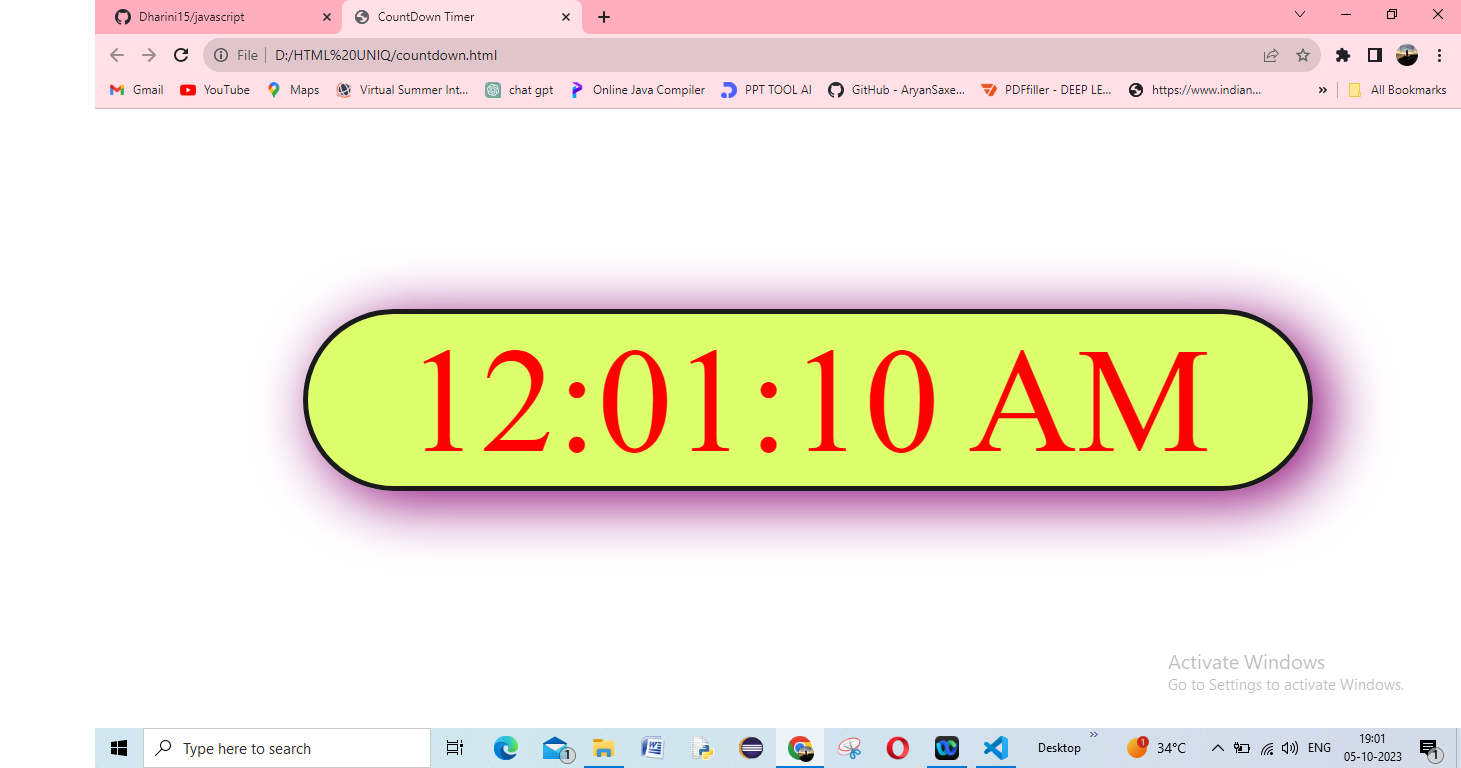 Dharini15/javascript
CountDown Timer
File
D:/HTML%20UNIQ/countdown.html
Gmail
YouTube
Maps
Virtual Summer Int...
chat gpt
Online Java Compiler
PPT TOOL AI
GitHub - AryanSaxe...
PDFfiller - DEEP LE...
https://www.indian...
»
All Bookmarks
12:01:10 AM
Activate Windows
Go to Settings to activate Windows.
Type here to search
1
Desktop
»
1
34°C
ENG
19:01
05-10-2023
1